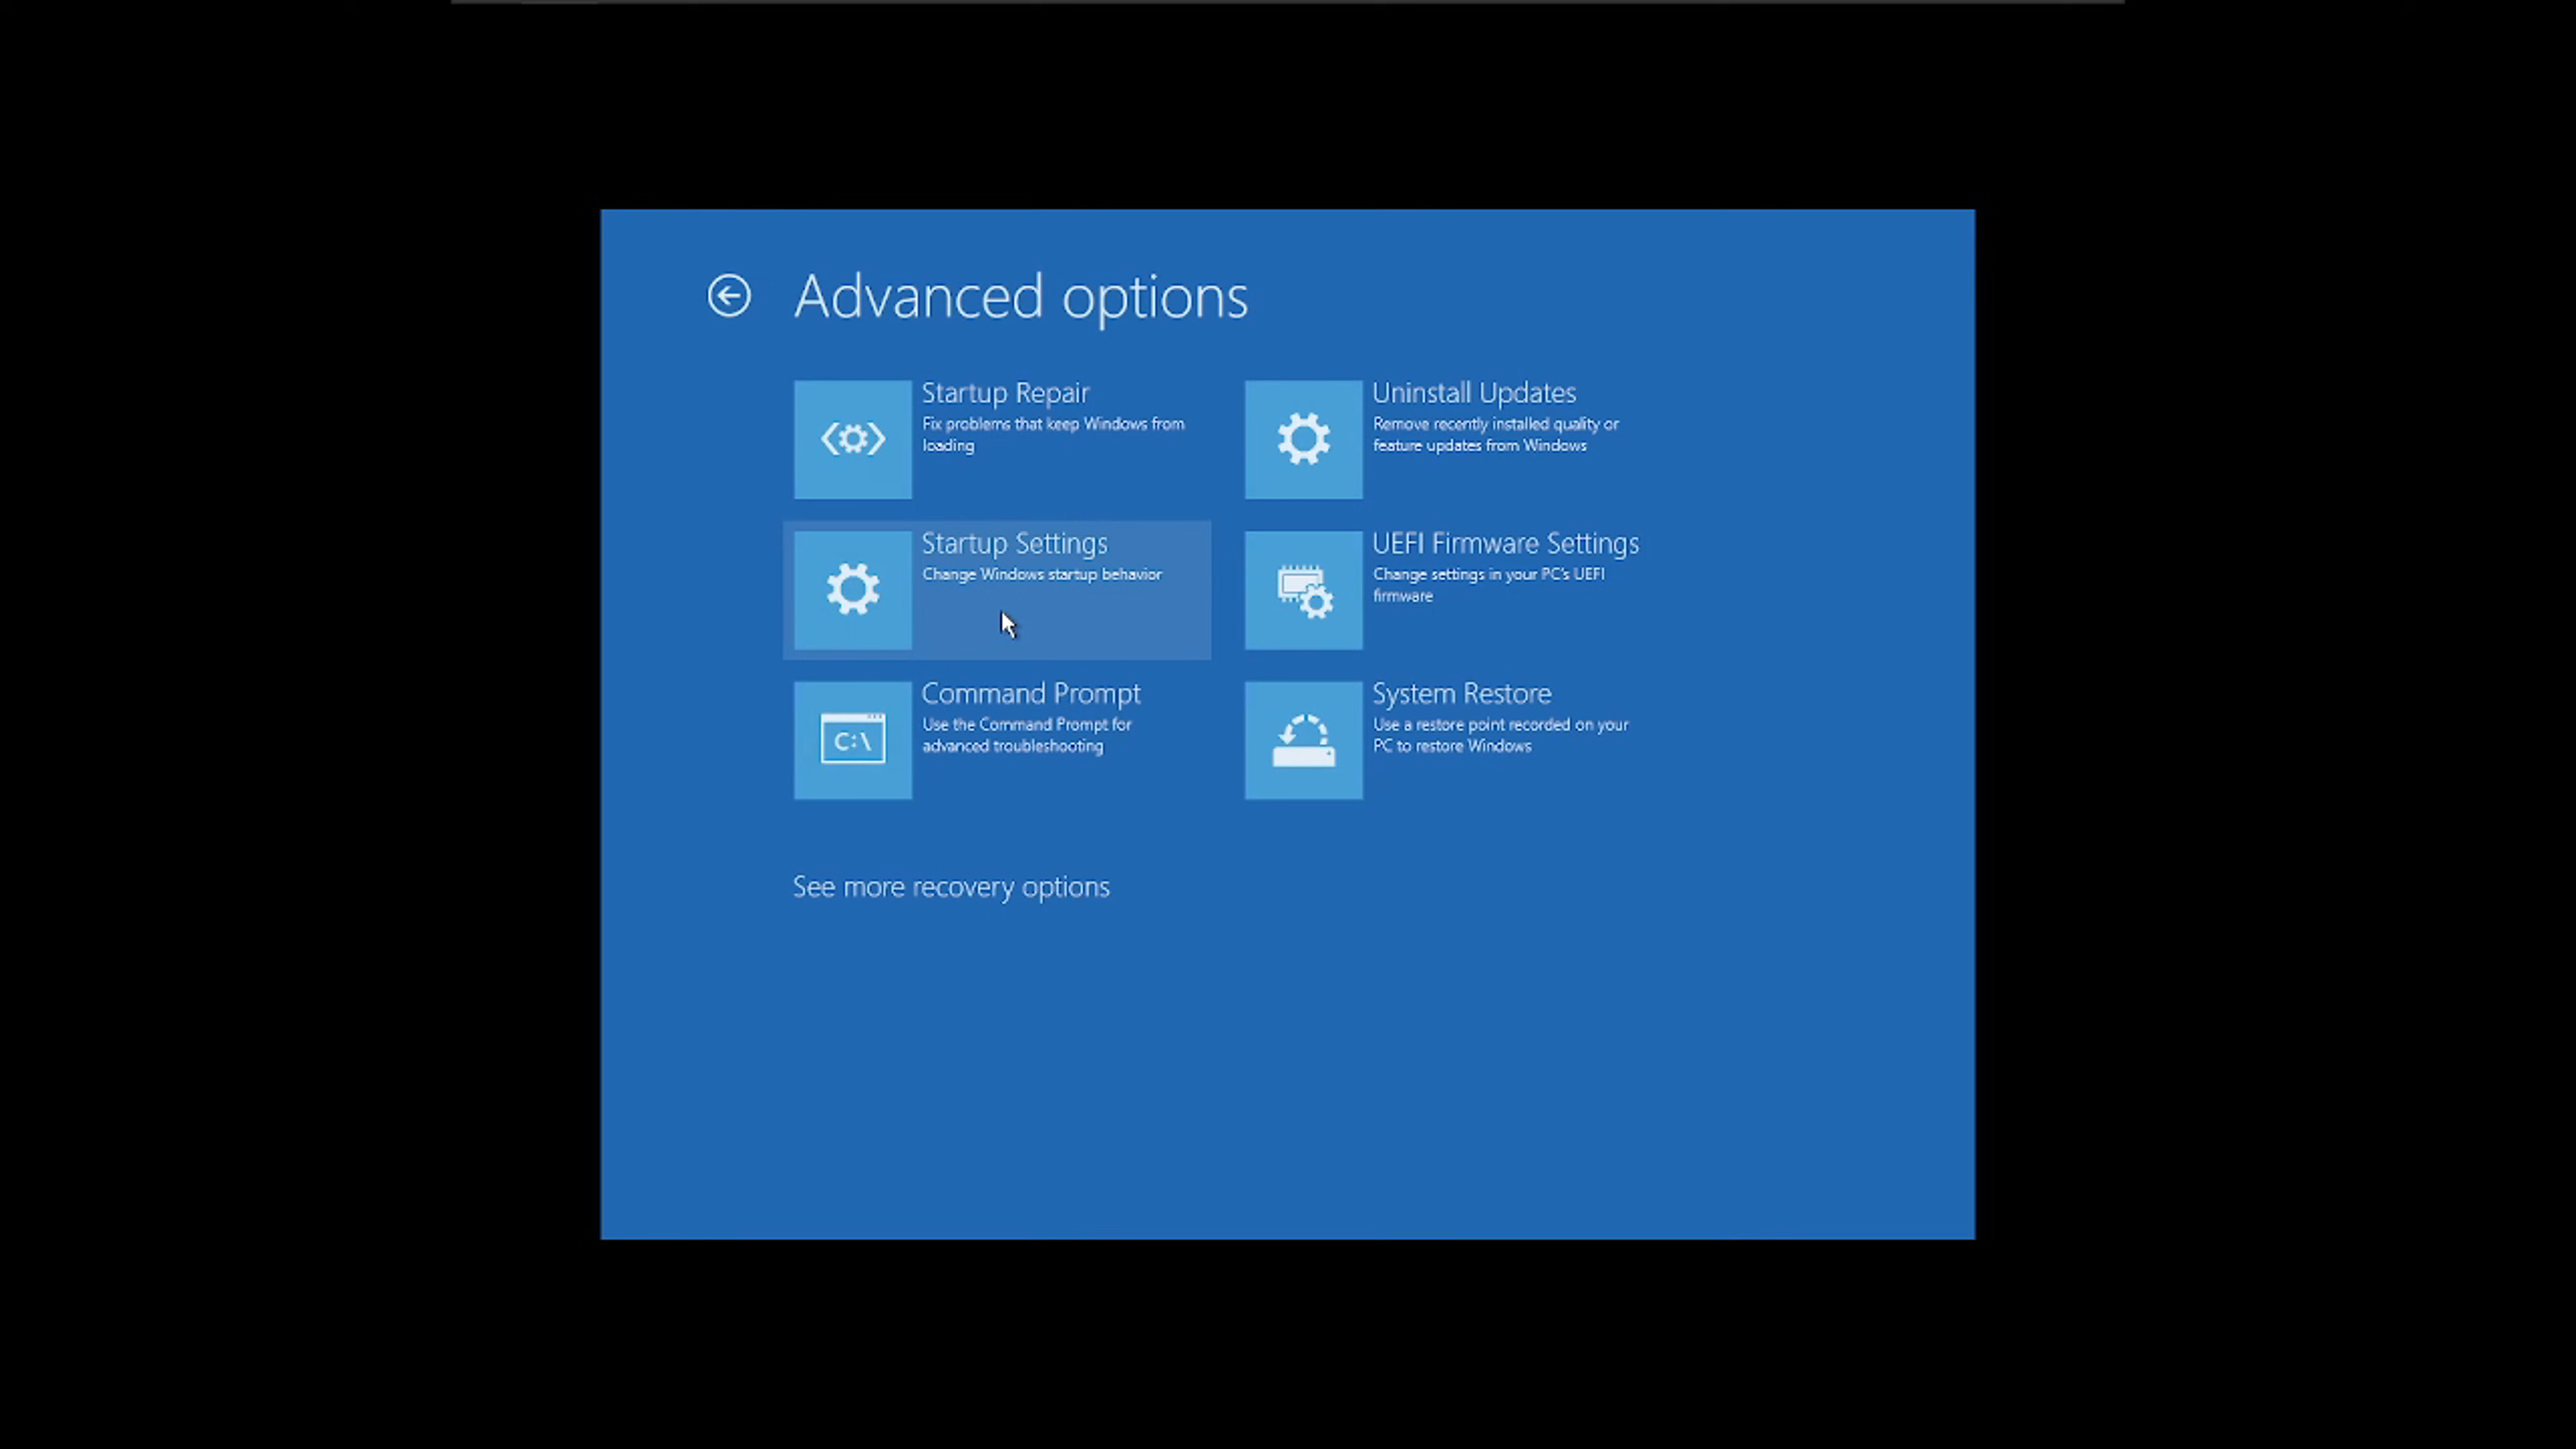 Advanced options
Startup Repair
Fix problems that keep Windows from
loading
Uninstall Updates
Remove recently installed quality or
feature updates from Windows
Startup Settings
Change Windows startup behavior
UEFI Firmware Settings
Change settings in your PC's UEFI
firmware
C:\
Command Prompt
Use the Command Prompt for
advanced troubleshooting
System Restore
Use a restore point recorded on your
PC to restore Windows
See more recovery options